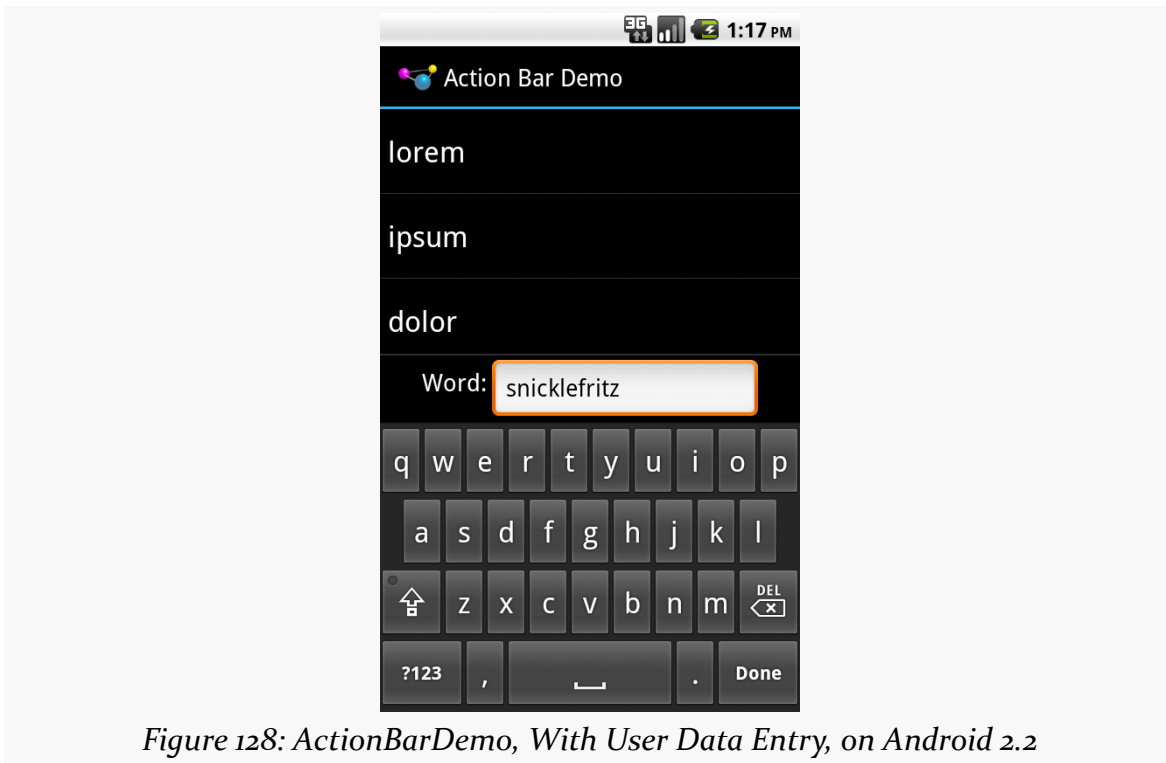 3G 1:17 PM
Action Bar Demo
lorem
ipsum
dolor
Word: snicklefritz
q w e r t y u i o p
a s d f g h j k l
z x c v b n m DEL
?123 , . Done
Figure 128: ActionBarDemo, With User Data Entry, on Android 2.2